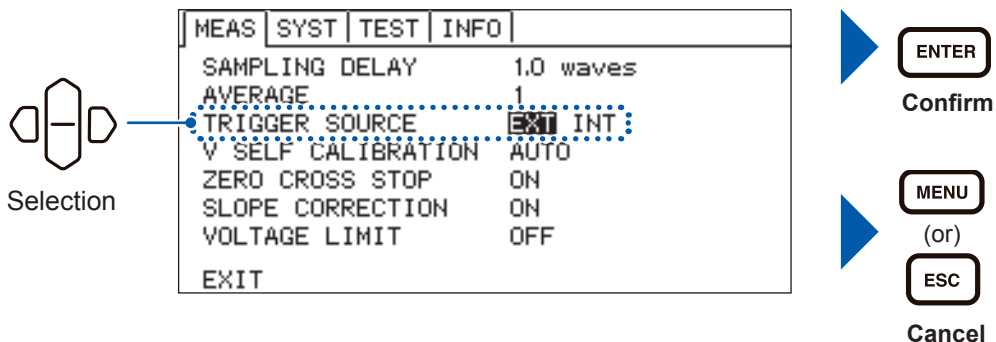 MEAS SYST TEST INFO
SAMPLING DELAY 1.0 waves
AVERAGE 1
TRIGGER SOURCE EXT INT
V SELF CALIBRATION AUTO
ZERO CROSS STOP ON
SLOPE CORRECTION ON
VOLTAGE LIMIT OFF
EXIT
Selection
ENTER
Confirm
MENU
(or)
ESC
Cancel